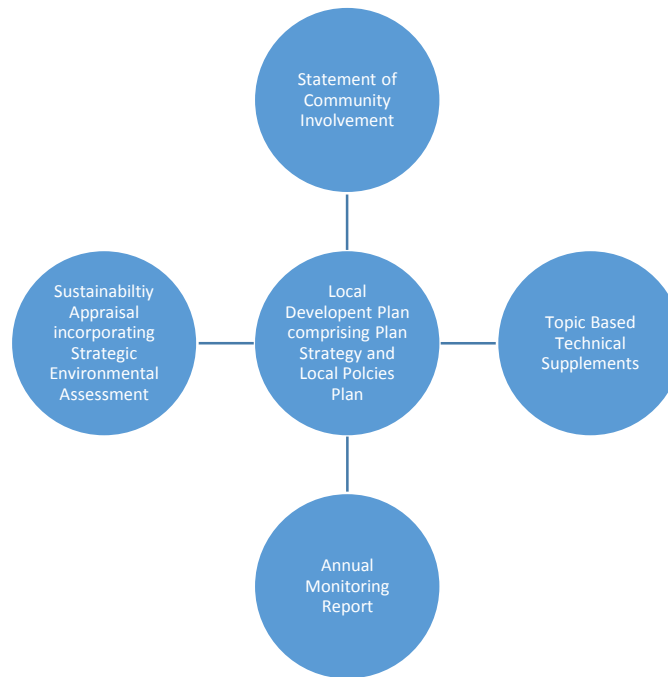 Statement of
Community
Involvement
Sustainabiltiy
Appraisal
incorporating
Strategic
Environmental
Assessment
Local
Developent Plan
comprising Plan
Strategy and
Local Polcies
Plan
Topic Based
Technical
Supplements
Annual
Monitoring
Report